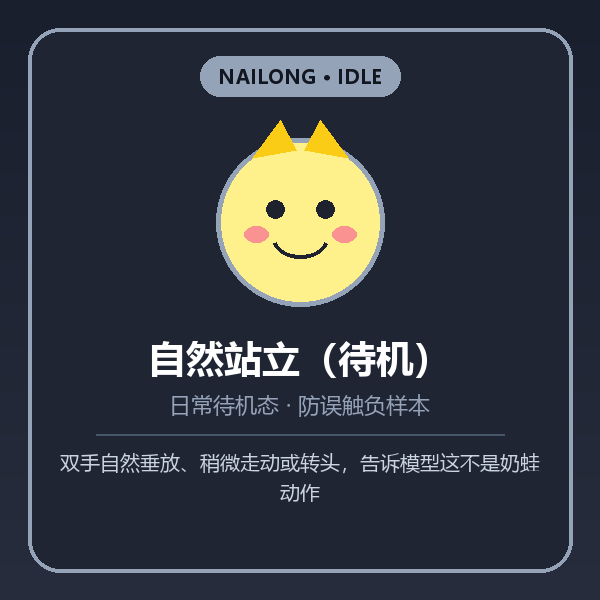 NAILONG • IDLE
自然站立（待机）
日常待机态 · 防误触负样本
双手自然垂放、稍微走动或转头，告诉模型这不是奶蛙
动作